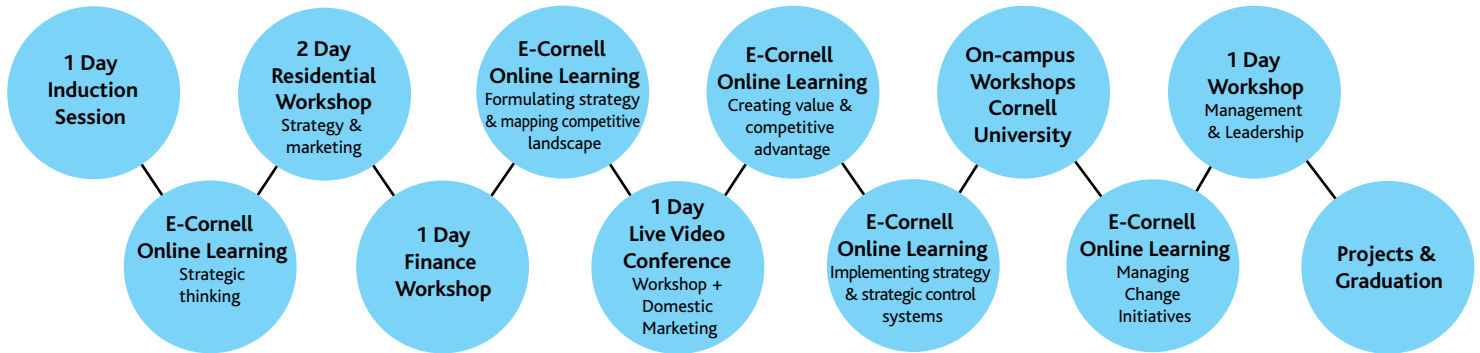 1 Day
Induction
Session
E-Cornell
Online Learning
Strategic
thinking
2 Day
Residential
Workshop
Strategy &
marketing
1 Day
Finance
Workshop
E-Cornell
Online Learning
Formulating strategy
& mapping competitive
landscape
1 Day
Live Video
Conference
Workshop +
Domestic
Marketing
E-Cornell
Online Learning
Creating value &
competitive
advantage
E-Cornell
Online Learning
Implementing strategy
& strategic control
systems
On-campus
Workshops
Cornell
University
E-Cornell
Online Learning
Managing
Change
Initiatives
1 Day
Workshop
Management
& Leadership
Projects &
Graduation